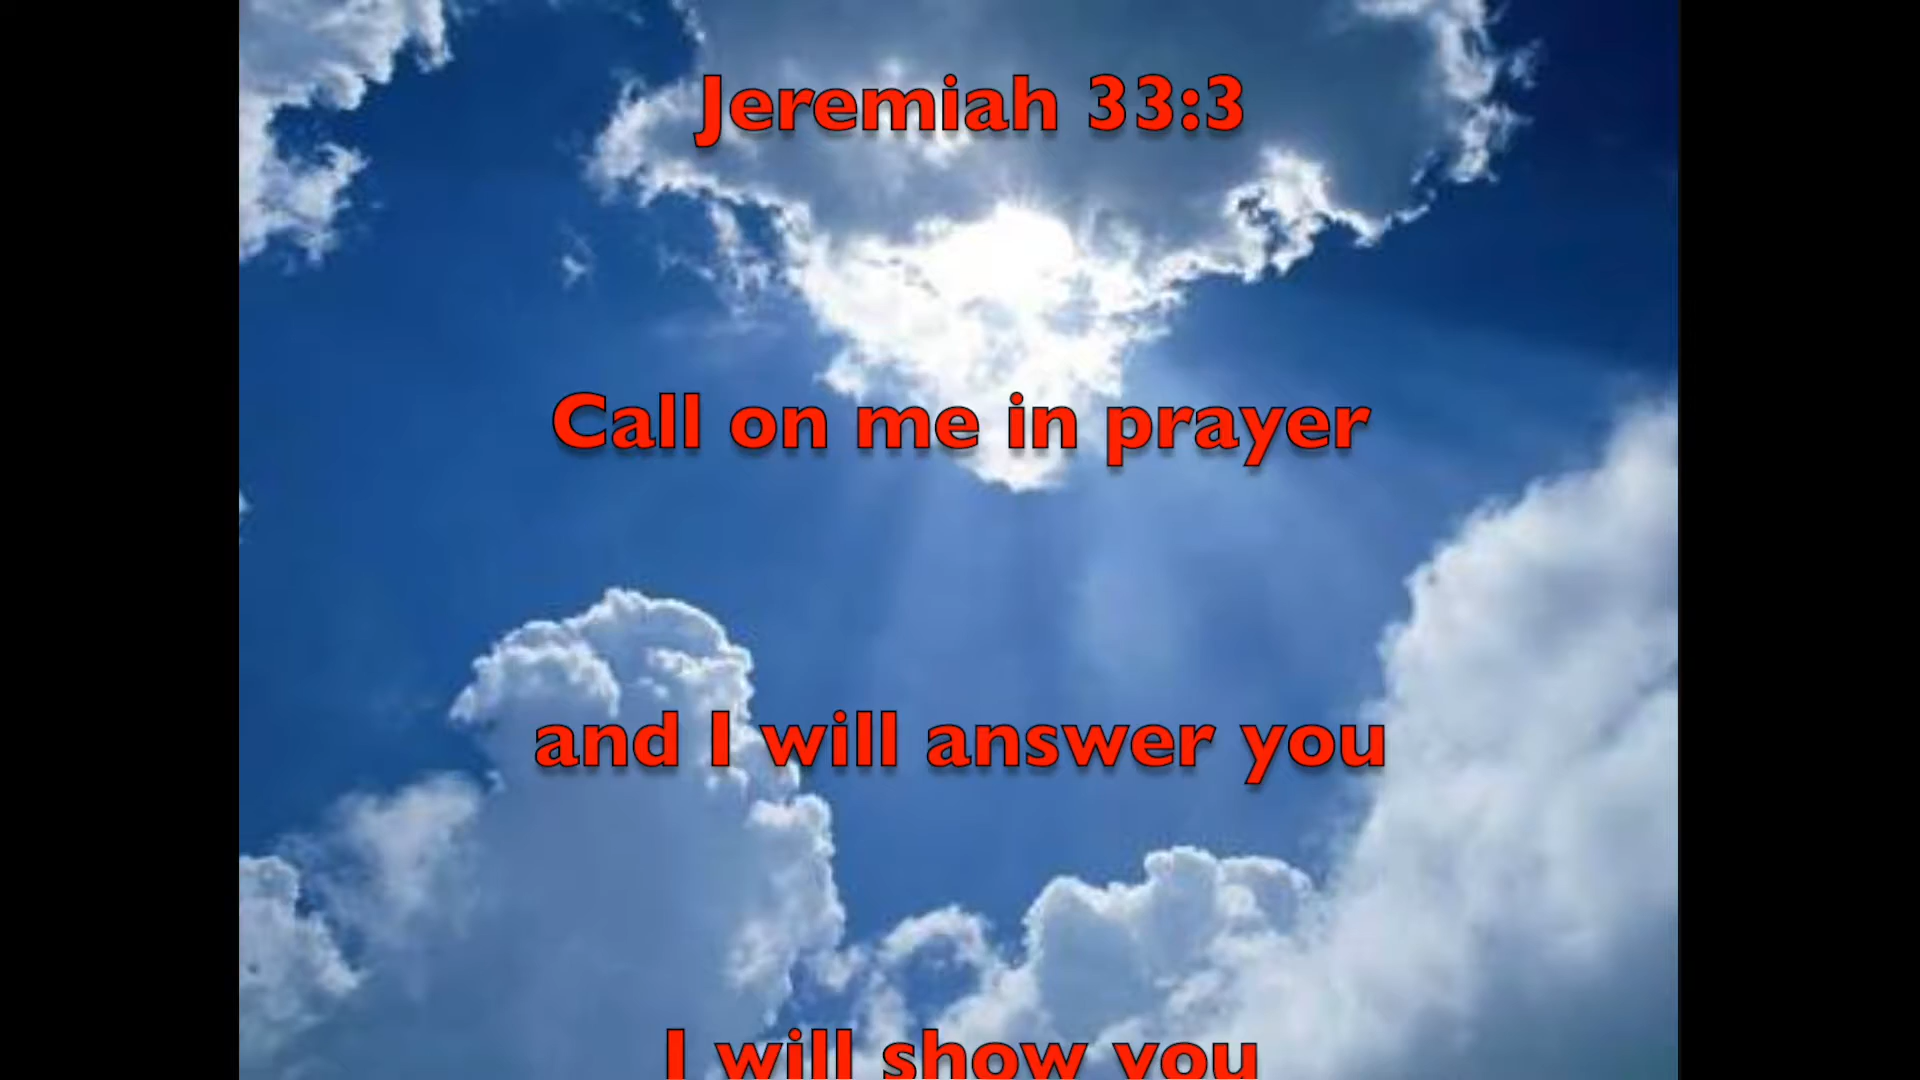 Jeremiah 33:3
Call on me in prayer
and I will answer you
I will show you